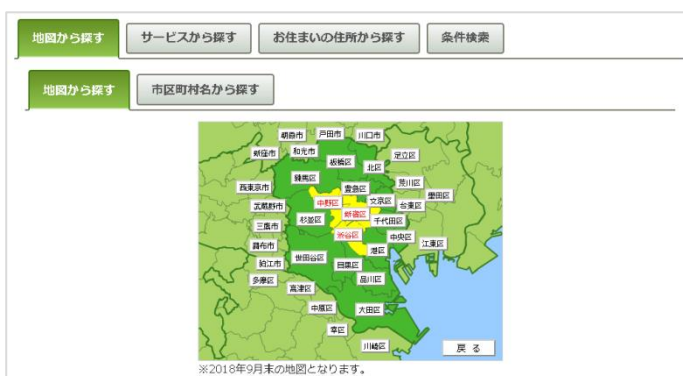 地図から探す サービスから探す お住まいの住所から探す 条件検索
地図から探す 市区町村名から探す
朝霞市 戸田市 川口市
新座市 和光市 板橋区 北区 足立区
練馬区 荒川区
西東京市 豊島区 墨田区
武蔵野市 中野区 文京区 台東区
杉並区 新宿区 千代田区
三鷹市 渋谷区 中央区 江東区
調布市 世田谷区 港区
狛江市 目黒区
多摩区 品川区
高津区
中原区 大田区
幸区
川崎区 戻 る
※2018年9月末の地図となります。